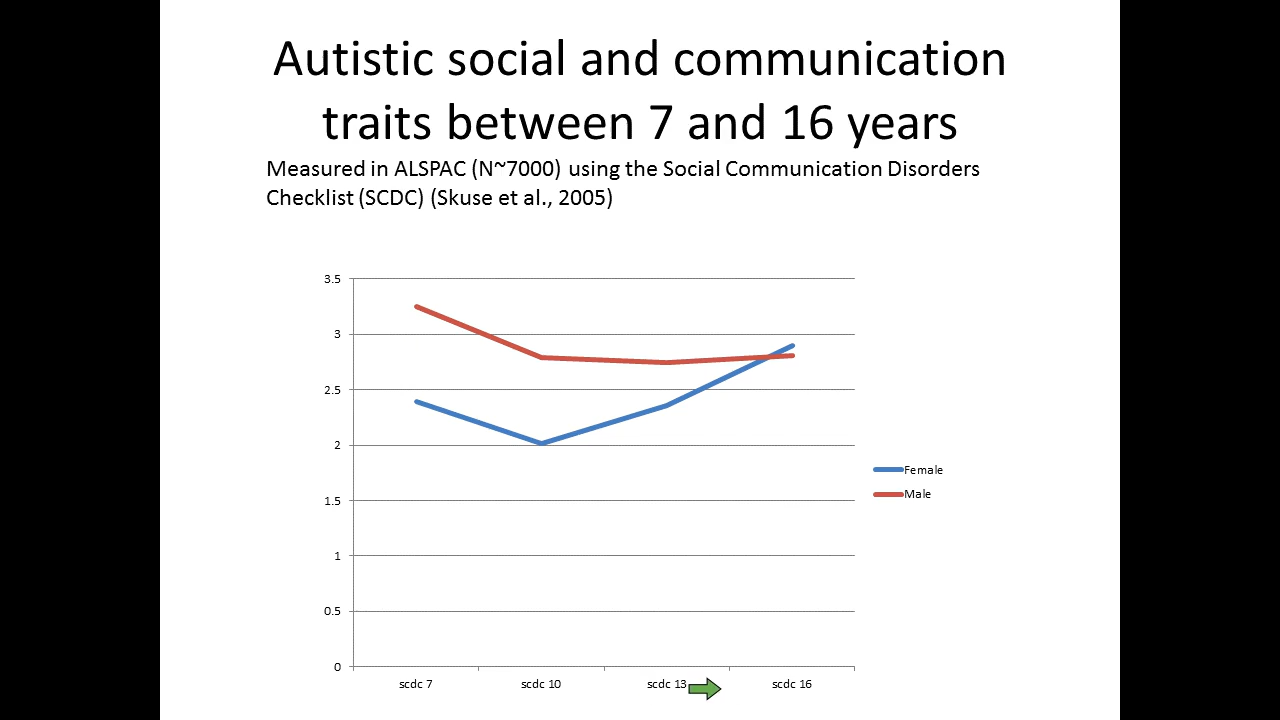 Autistic social and communication
traits between 7 and 16 years
Measured in ALSPAC (N~7000) using the Social Communication Disorders
Checklist (SCDC) (Skuse et al., 2005)
3.5
3
2.5
2
1.5
1
0.5
0
scdc 7 scdc 10 scdc 13 scdc 16
Female
Male